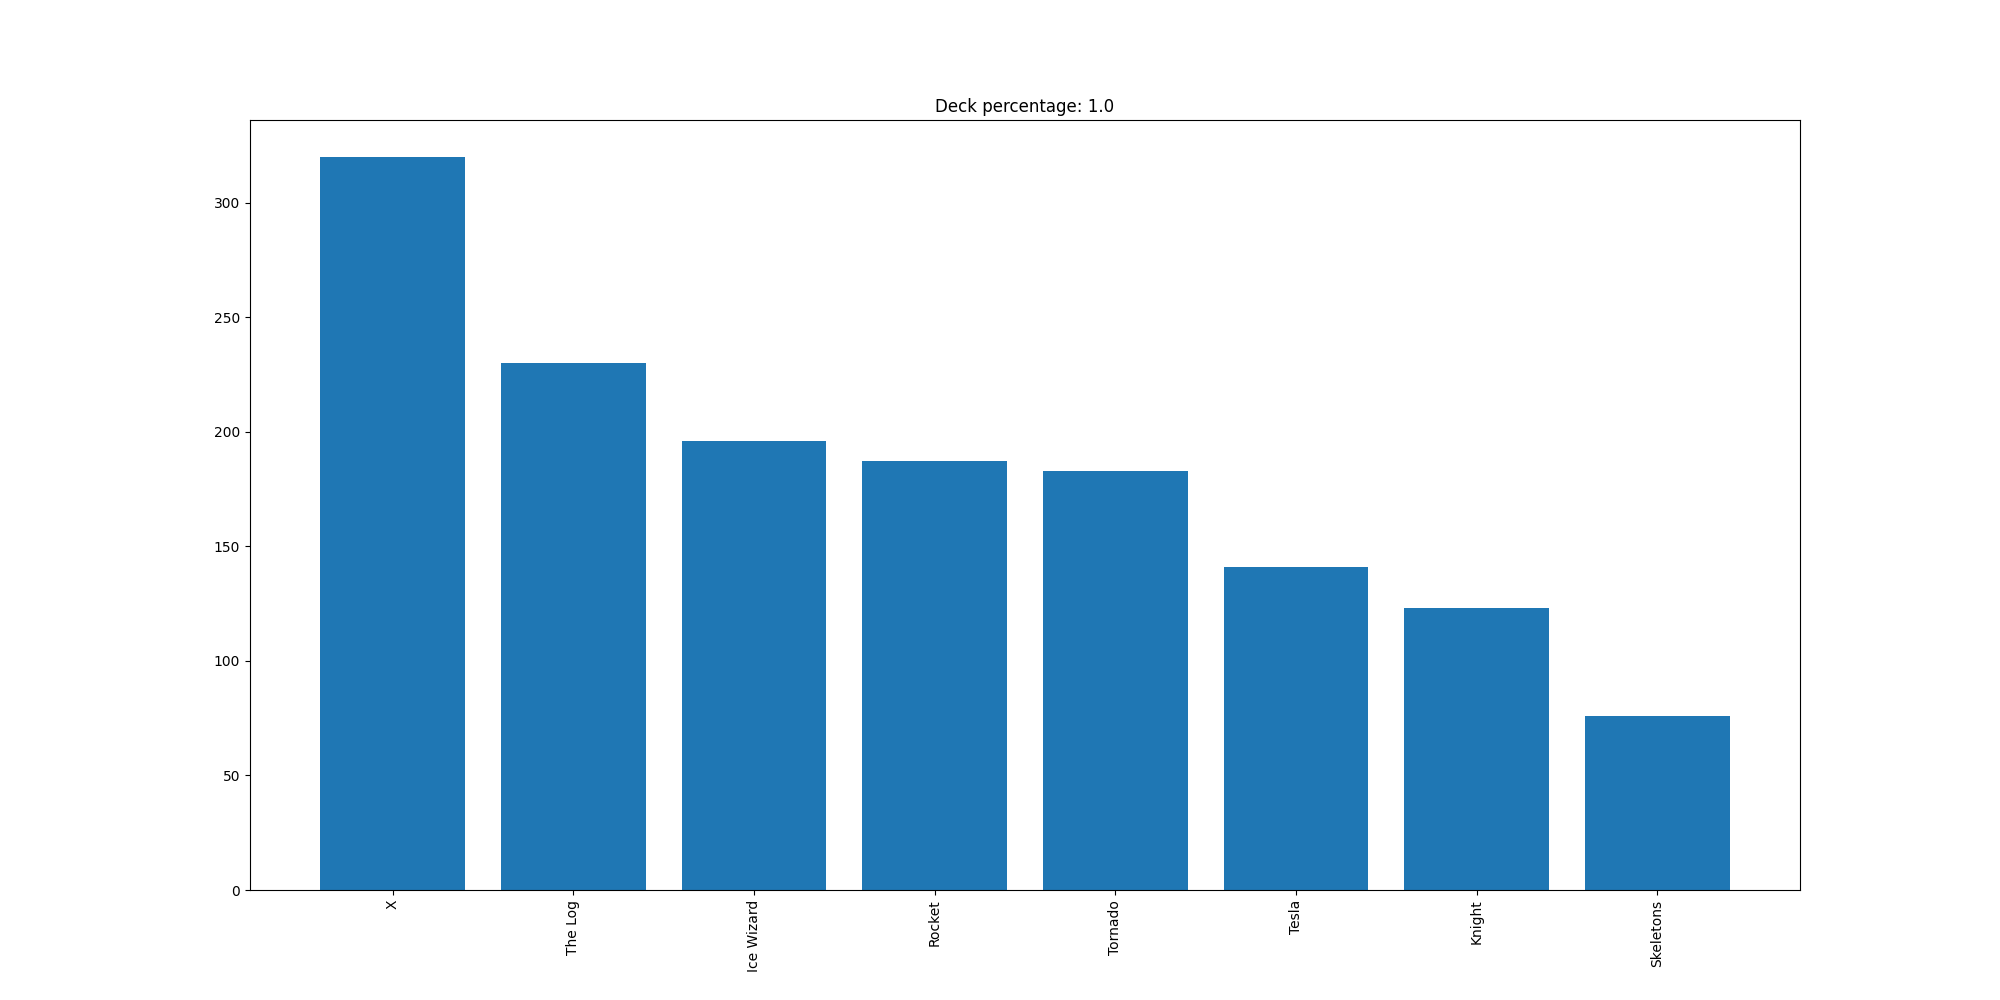 Deck percentage: 1.0
300
250
200
150
100
50
0
X
The Log
Ice Wizard
Rocket
Tornado
Tesla
Knight
Skeletons